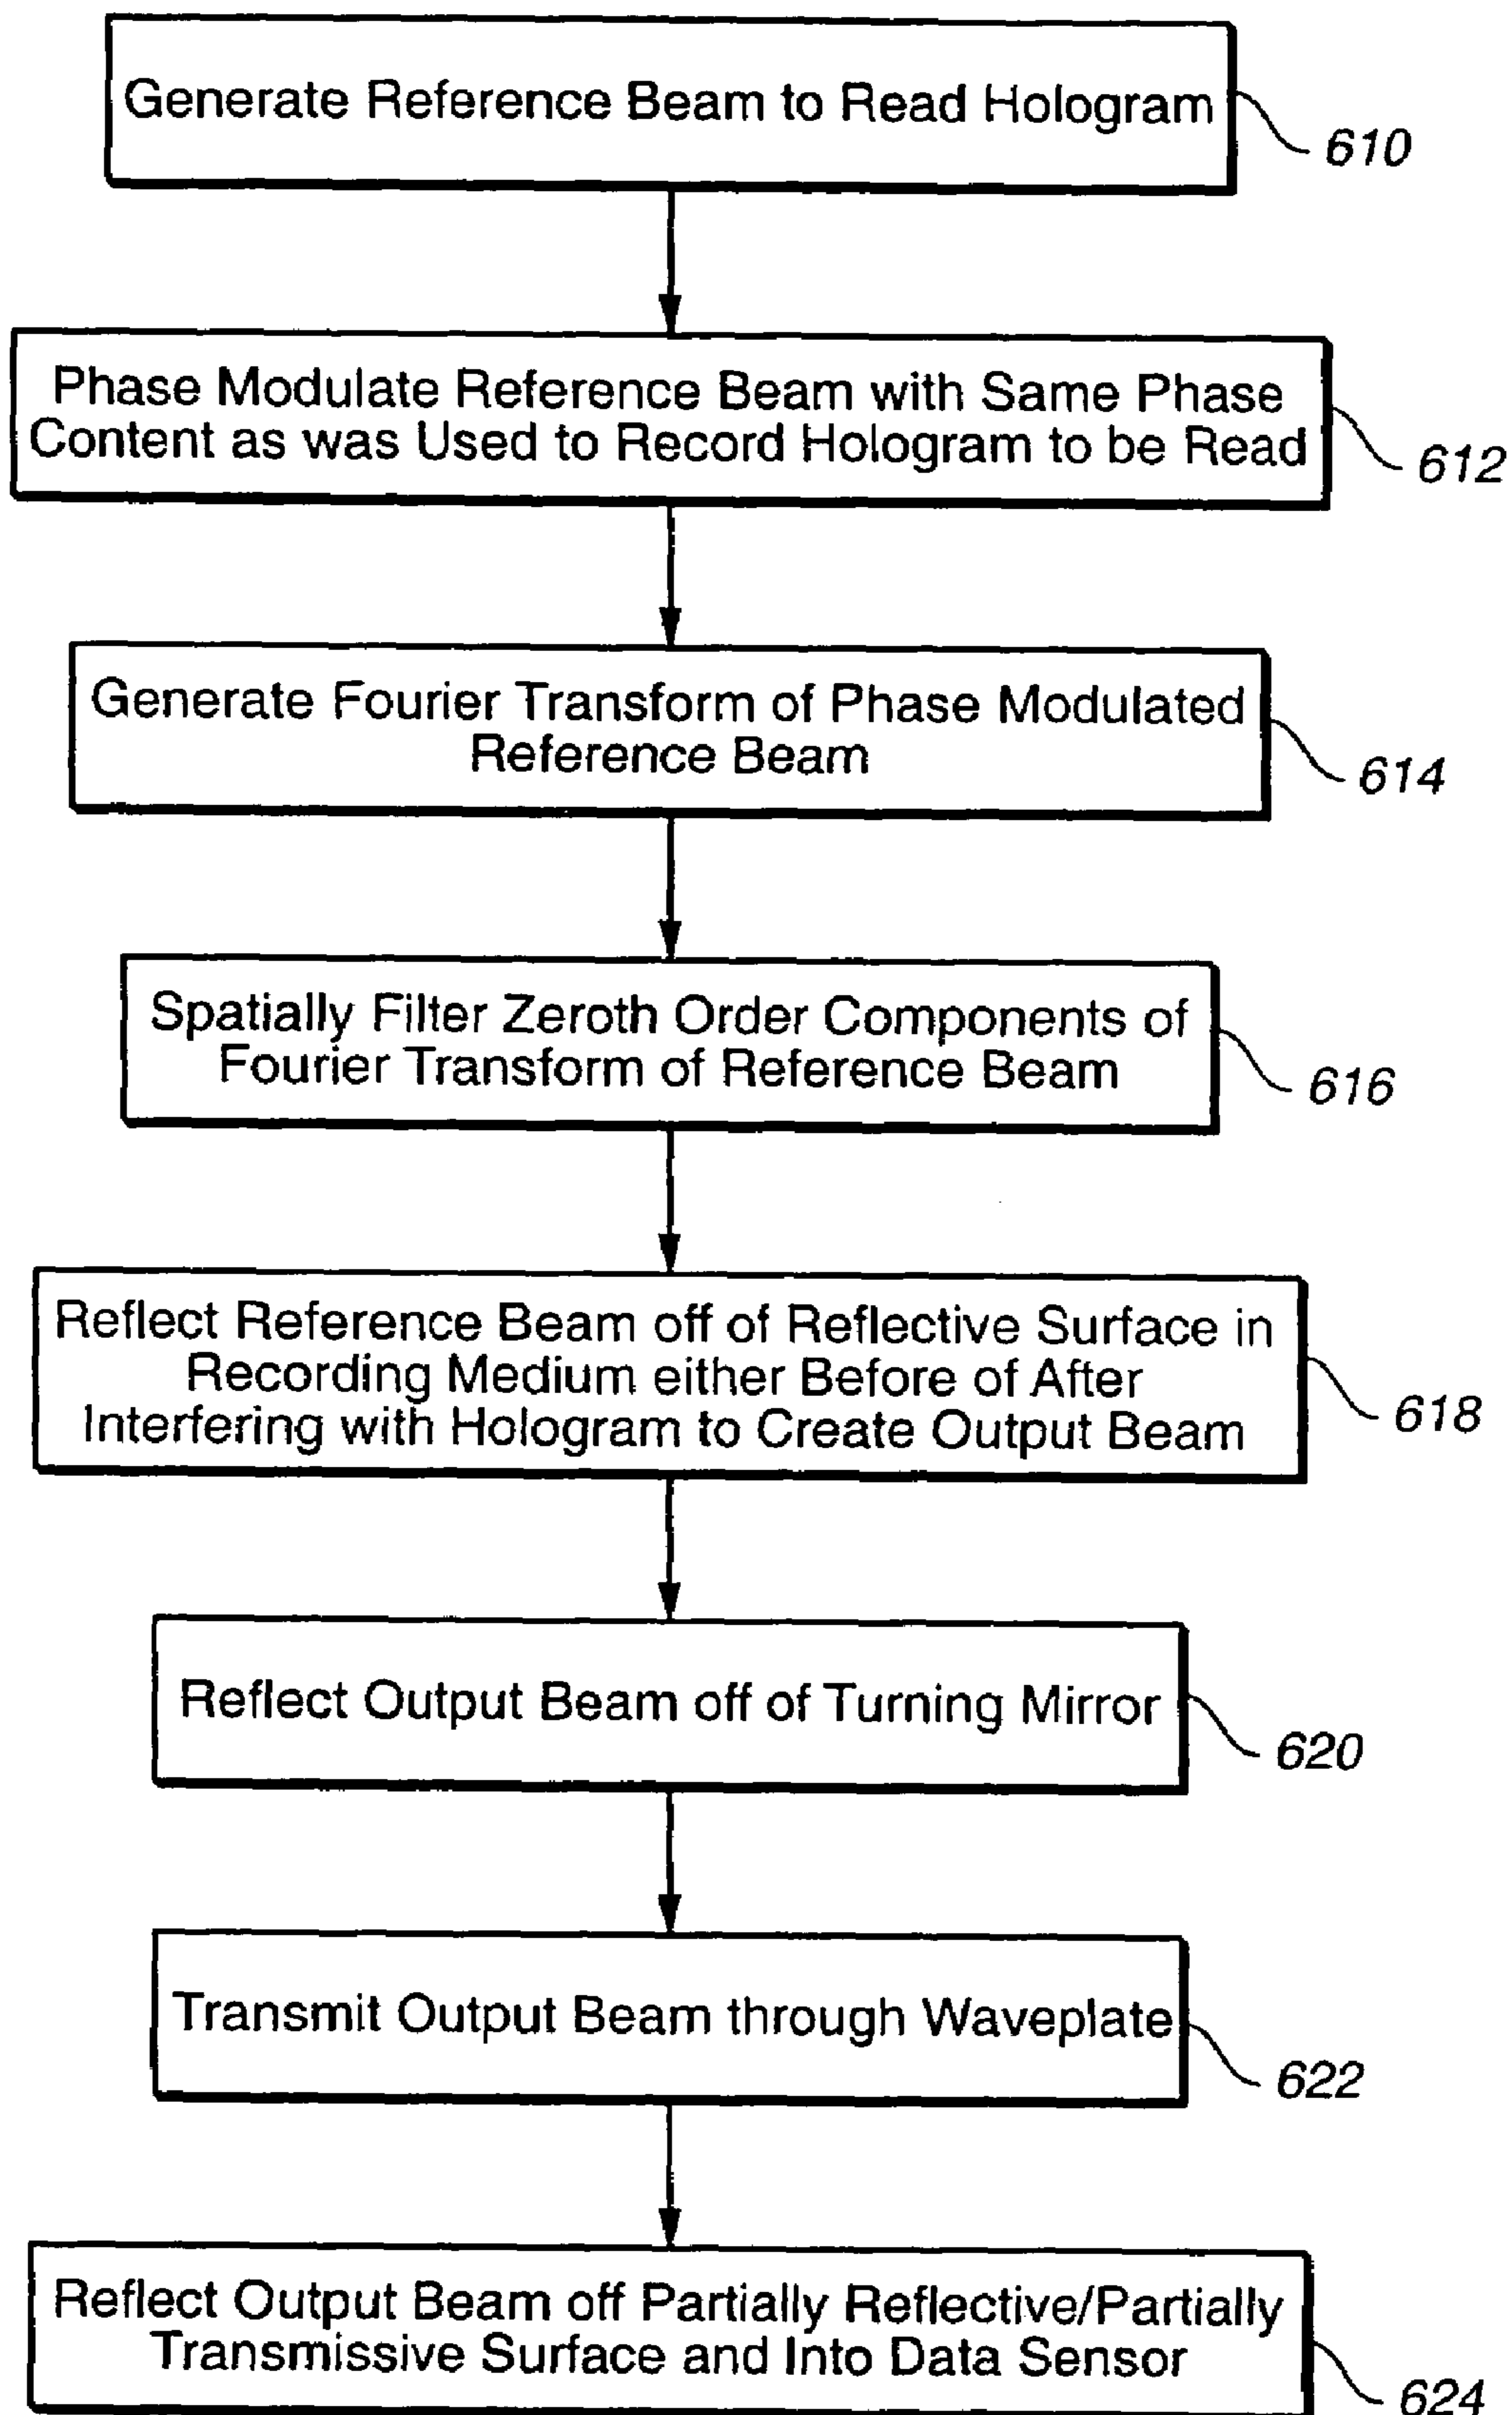 Generate Reference Beam to Read Hologram
610
Phase Modulate Reference Beam with Same Phase
Content as was Used to Record Hologram to be Read
612
Generate Fourier Transform of Phase Modulated
Reference Beam
614
Spatially Filter Zeroth Order Components of
Fourier Transform of Reference Beam
616
Reflect Reference Beam off of Reflective Surface in
Recording Medium either Before of After
Interfering with Hologram to Create Output Beam
618
Reflect Output Beam off of Turning Mirror
620
Transmit Output Beam through Waveplate
622
Reflect Output Beam off Partially Reflective/Partially
Transmissive Surface and Into Data Sensor
624